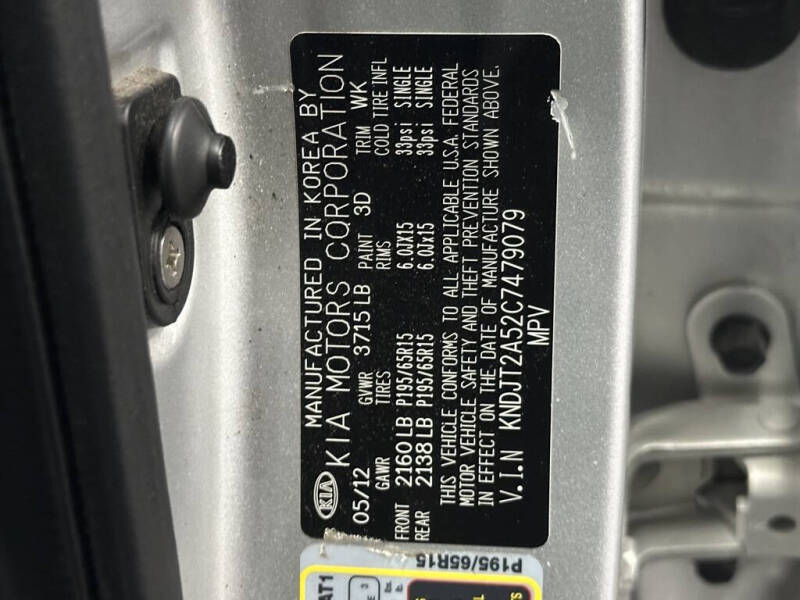 MANUFACTURED IN KOREA BY
KIA KIA MOTORS CORPORATION
05/12 GVWR 3715 LB PAINT 3D TRIM WK
GAWR TIRES RIMS COLD TIRE INFL
FRONT 2160 LB P195/65R15 6.0JX15 33psi SINGLE
REAR 2138 LB P195/65R15 6.0JX15 33psi SINGLE
THIS VEHICLE CONFORMS TO ALL APPLICABLE U.S.A. FEDERAL
MOTOR VEHICLE SAFETY AND THEFT PREVENTION STANDARDS
IN EFFECT ON THE DATE OF MANUFACTURE SHOWN ABOVE.
V.I.N KNDJT2A52C7479079
MPV
AT1
P195/65R15